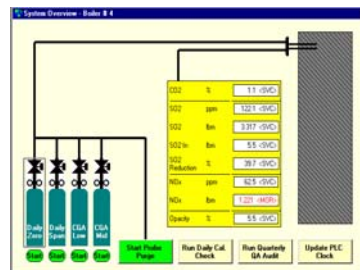 System Overview - Boiler # 4
CO2 % 1.1 <SVC>
SO2 ppm 122.1 <SVC>
SO2 lbm 3.317 <SVC>
SO2 In lbm 5.5 <SVC>
SO2 Reduction % 39.7 <SVC>
NOx ppm 62.5 <SVC>
NOx lbm 1.221
Opacity % 5.5 <SVC>
Daily Zero
Daily Span
CGA Low
CGA Mid
Start
Start
Start
Start
Start Probe Purge
Run Daily Cal. Check
Run Quarterly QA Audit
Update PLC Clock